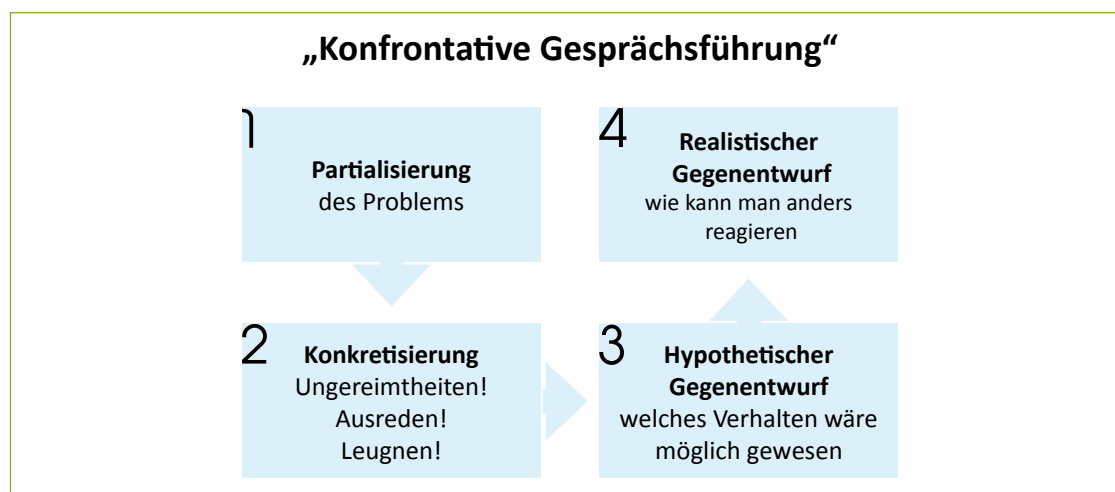 „Konfrontative Gesprächsführung“
1
Partialisierung
des Problems
2
Konkretisierung
Ungereimtheiten!
Ausreden!
Leugnen!
3
Hypothetischer
Gegenentwurf
welches Verhalten wäre
möglich gewesen
4
Realistischer
Gegenentwurf
wie kann man anders
reagieren